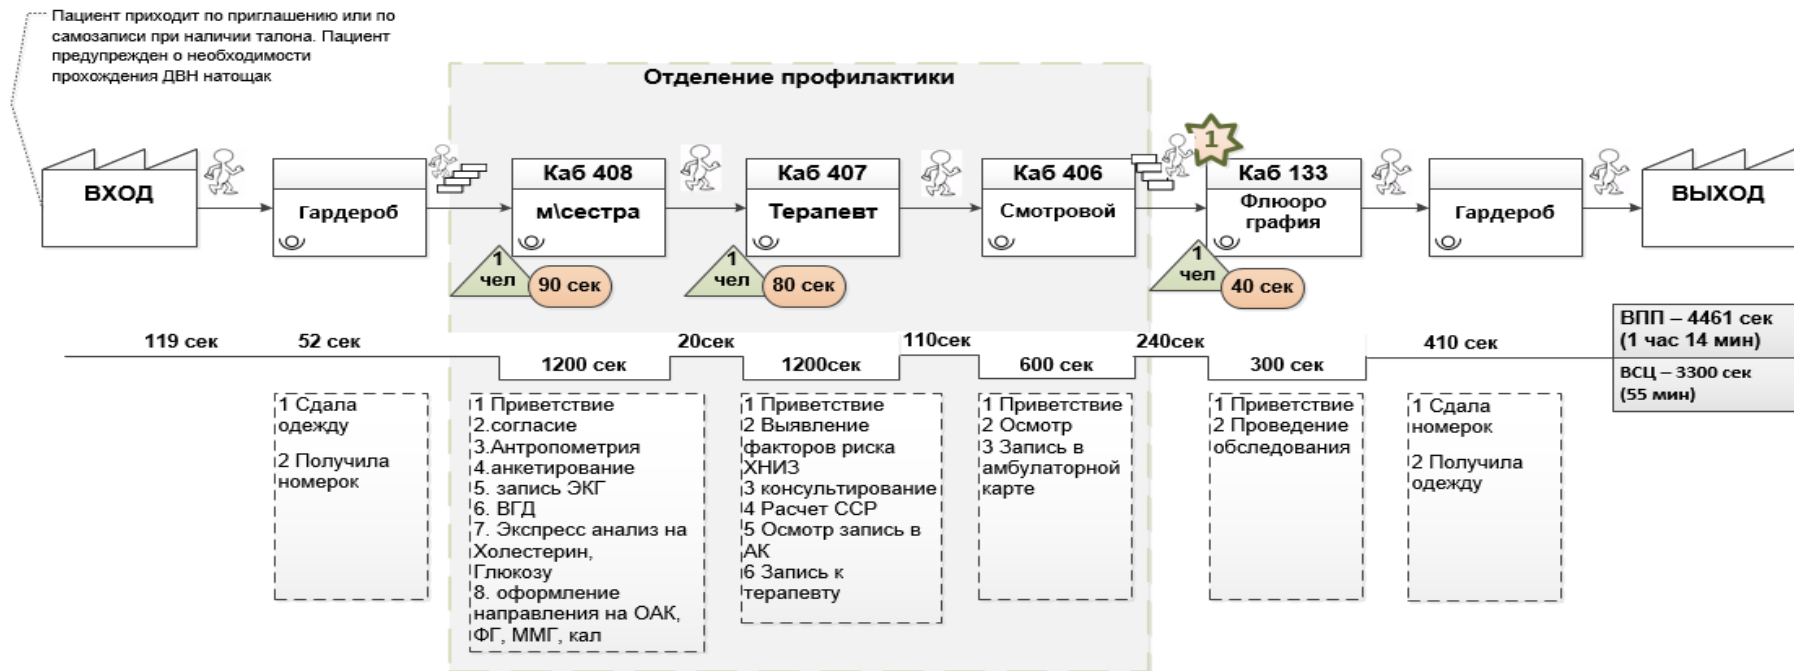 Пациент приходит по приглашению или по
самозаписи при наличии талона. Пациент
предупрежден о необходимости
прохождения ДВН натощак
Отделение профилактики
ВХОД
Гардероб
Каб 408
м\сестра
Каб 407
Терапевт
Каб 406
Смотровой
1
Каб 133
Флюоро
графия
Гардероб
ВЫХОД
1
чел
90 сек
1
чел
80 сек
1
чел
40 сек
119 сек
52 сек
1200 сек
20сек
1200сек
110сек
600 сек
240сек
300 сек
410 сек
ВПП – 4461 сек
(1 час 14 мин)
ВСЦ – 3300 сек
(55 мин)
1 Сдала
одежду
2 Получила
номерок
1 Приветствие
2.согласие
3.Антропометрия
4.анкетирование
5. запись ЭКГ
6. ВГД
7. Экспресс анализ на
Холестерин,
Глюкозу
8. оформление
направления на ОАК,
ФГ, ММГ, кал
1 Приветствие
2 Выявление
факторов риска
ХНИЗ
3 консультирование
4 Расчет ССР
5 Осмотр запись в
АК
6 Запись к
терапевту
1 Приветствие
2 Осмотр
3 Запись в
амбулаторной
карте
1 Приветствие
2 Проведение
обследования
1 Сдала
номерок
2 Получила
одежду